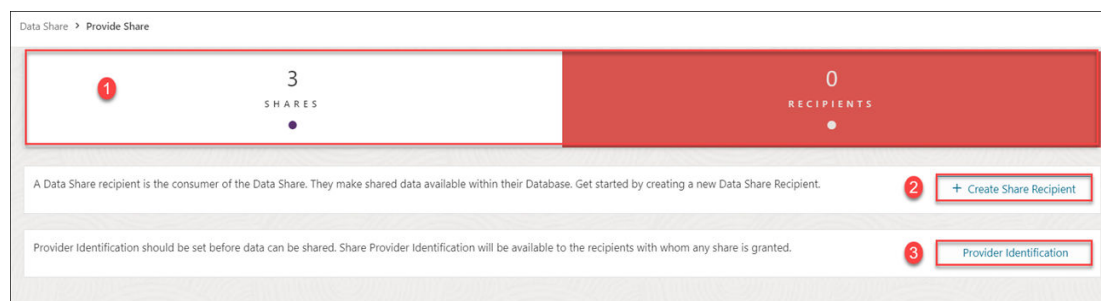 Data Share > Provide Share
1
3
0
SHARES
RECIPIENTS
A Data Share recipient is the consumer of the Data Share. They make shared data available within their Database. Get started by creating a new Data Share Recipient.
2
+ Create Share Recipient
Provider Identification should be set before data can be shared. Share Provider Identification will be available to the recipients with whom any share is granted.
3
Provider Identification